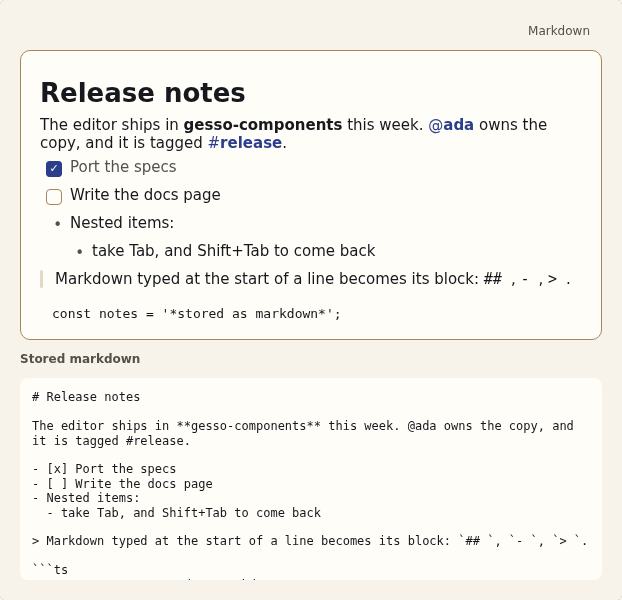 Markdown
Release notes
The editor ships in gesso-components this week. @ada owns the
copy, and it is tagged #release.
✓ Port the specs
Write the docs page
• Nested items:
• take Tab, and Shift+Tab to come back
Markdown typed at the start of a line becomes its block: ## , - , > .
const notes = '*stored as markdown*';
Stored markdown
# Release notes
The editor ships in **gesso-components** this week. @ada owns the copy, and
it is tagged #release.
- [x] Port the specs
- [ ] Write the docs page
- Nested items:
  - take Tab, and Shift+Tab to come back
> Markdown typed at the start of a line becomes its block: `## `, `- `, `> `.
```ts